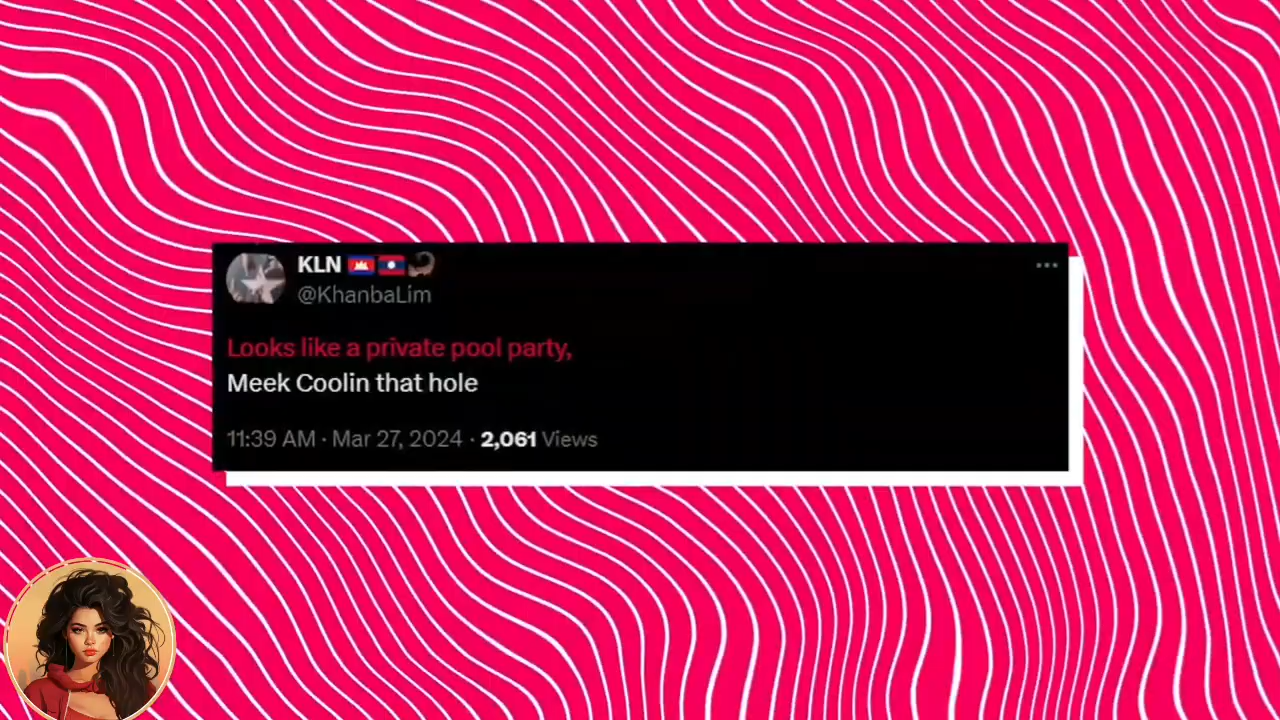 KLN 🇰🇭🇱🇦🦂
@KhanbaLim
Looks like a private pool party,
Meek Coolin that hole
11:39 AM · Mar 27, 2024 · 2,061 Views